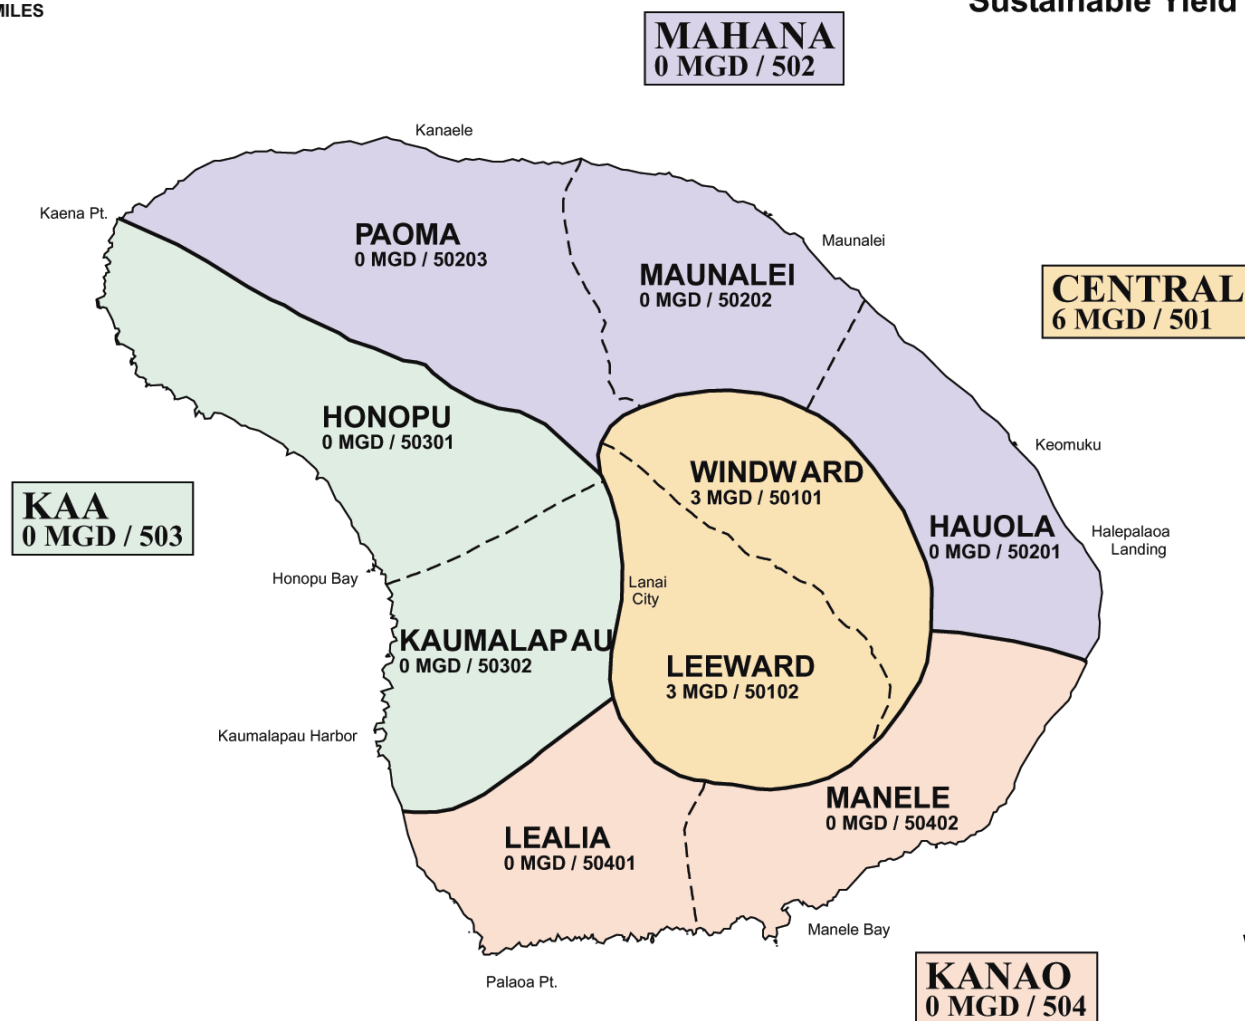 MILES
Sustainable Yield
MAHANA
0 MGD / 502
Kanaele
Kaena Pt.
PAOMA
0 MGD / 50203
Maunalei
MAUNALEI
0 MGD / 50202
CENTRAL
6 MGD / 501
HONOPU
0 MGD / 50301
Keomuku
WINDWARD
3 MGD / 50101
KAA
0 MGD / 503
HAUOLA
0 MGD / 50201
Halepalaoa
Landing
Honopu Bay
Lanai
City
KAUMALAPAU
0 MGD / 50302
LEEWARD
3 MGD / 50102
Kaumalapau Harbor
MANELE
0 MGD / 50402
LEALIA
0 MGD / 50401
Manele Bay
Palaoa Pt.
KANAO
0 MGD / 504